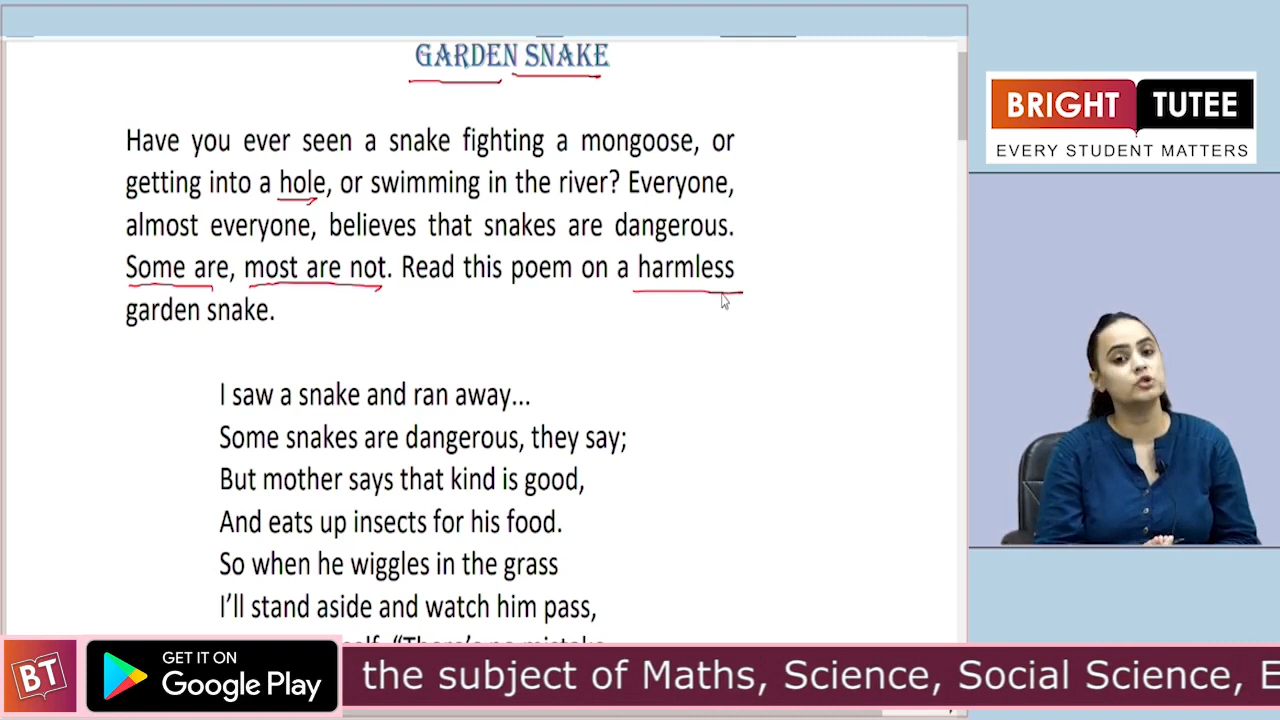 GARDEN SNAKE
BRIGHT TUTEE
EVERY STUDENT MATTERS
Have you ever seen a snake fighting a mongoose, or
getting into a hole, or swimming in the river? Everyone,
almost everyone, believes that snakes are dangerous.
Some are, most are not. Read this poem on a harmless
garden snake.
I saw a snake and ran away...
Some snakes are dangerous, they say;
But mother says that kind is good,
And eats up insects for his food.
So when he wiggles in the grass
I'll stand aside and watch him pass,
“There's no mistake
BT
GET IT ON
Google Play
the subject of Maths, Science, Social Science, E